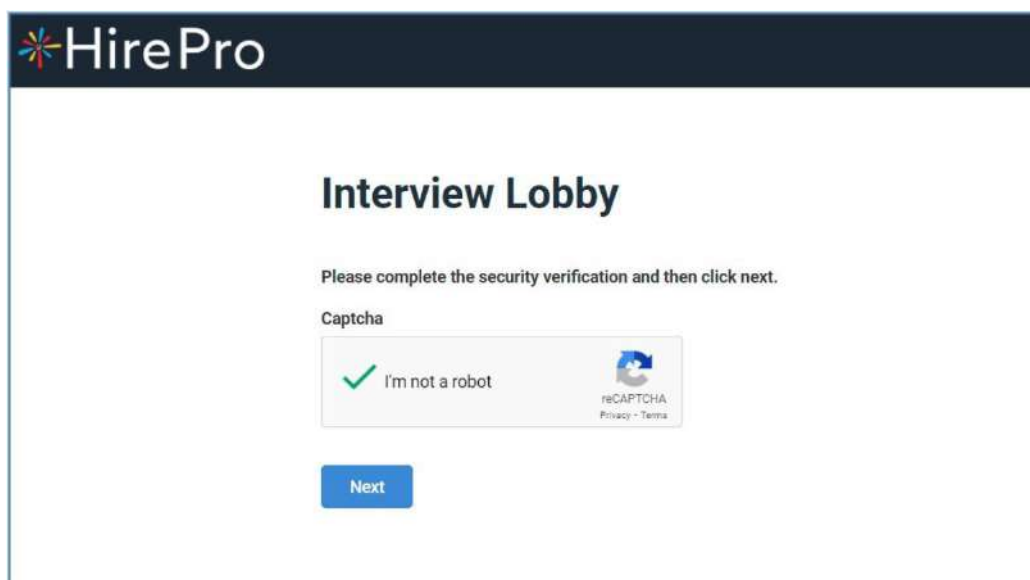 HirePro
Interview Lobby
Please complete the security verification and then click next.
Captcha
I'm not a robot
reCAPTCHA
Privacy - Terms
Next